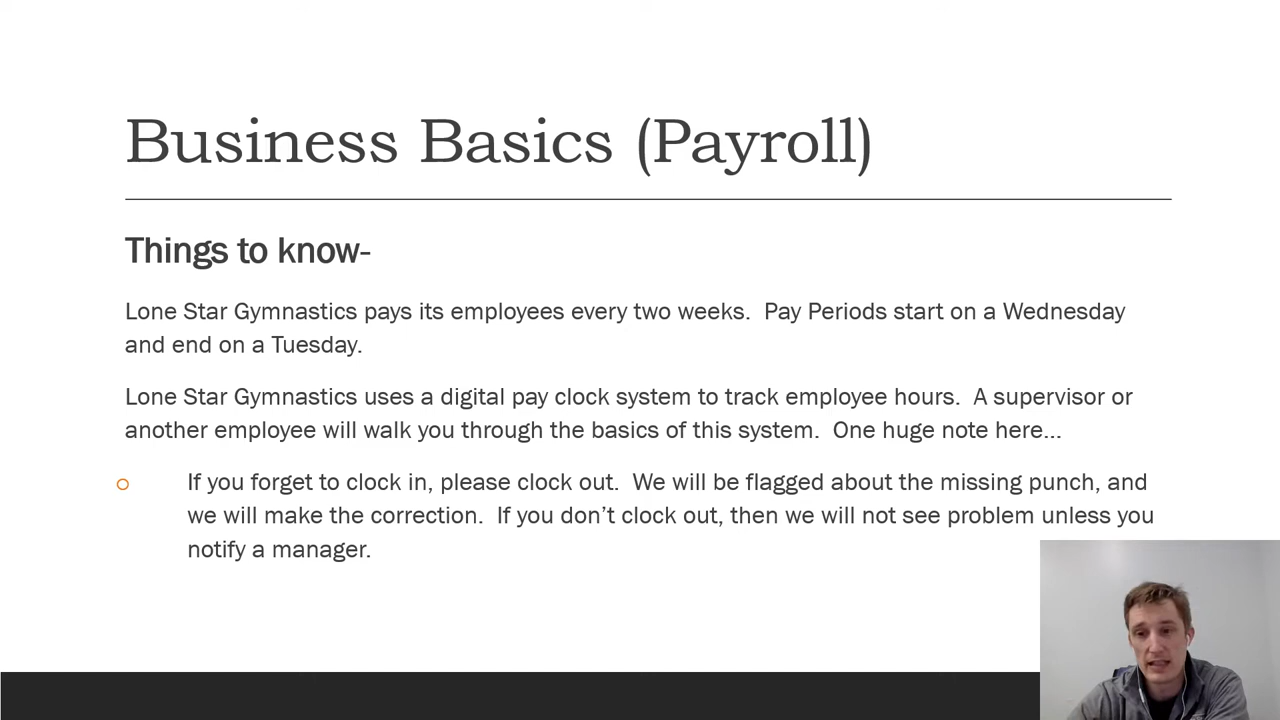 Business Basics (Payroll)
Things to know-
Lone Star Gymnastics pays its employees every two weeks.  Pay Periods start on a Wednesday
and end on a Tuesday.
Lone Star Gymnastics uses a digital pay clock system to track employee hours.  A supervisor or
another employee will walk you through the basics of this system.  One huge note here…
If you forget to clock in, please clock out.  We will be flagged about the missing punch, and
we will make the correction.  If you don’t clock out, then we will not see problem unless you
notify a manager.